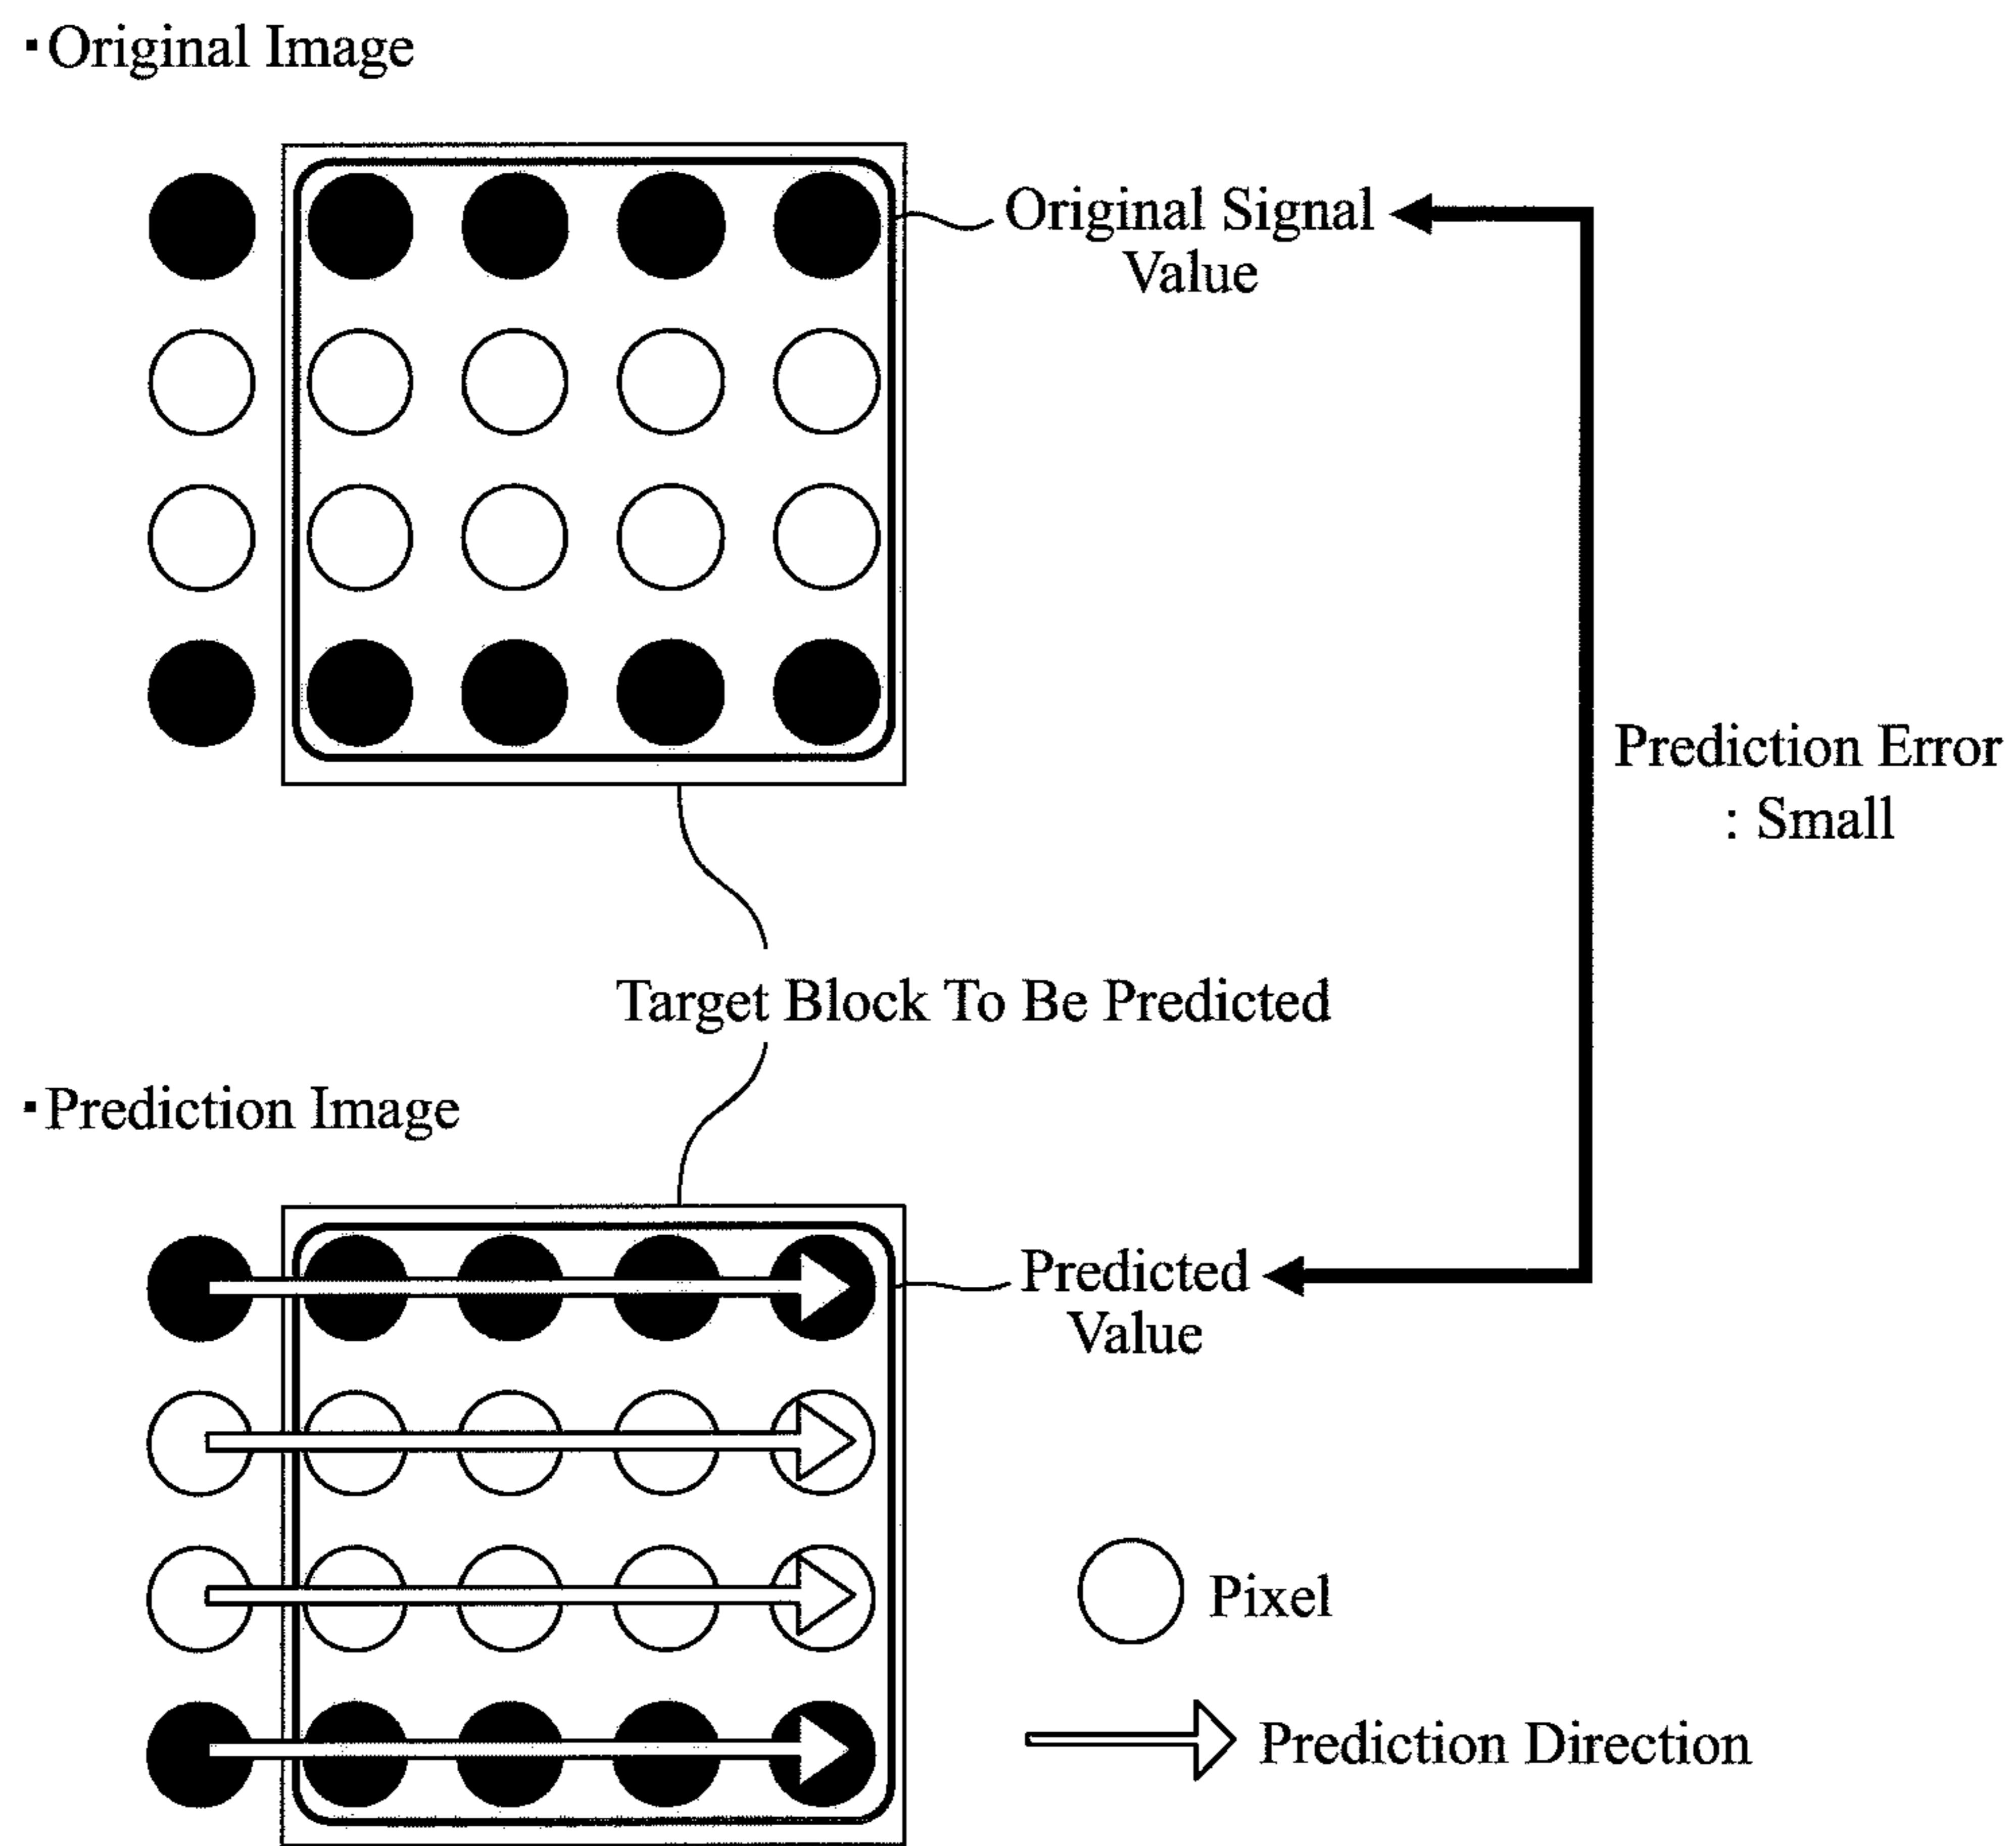 ▪Original Image
Original Signal
Value
Prediction Error
: Small
Target Block To Be Predicted
▪Prediction Image
Predicted
Value
Pixel
Prediction Direction